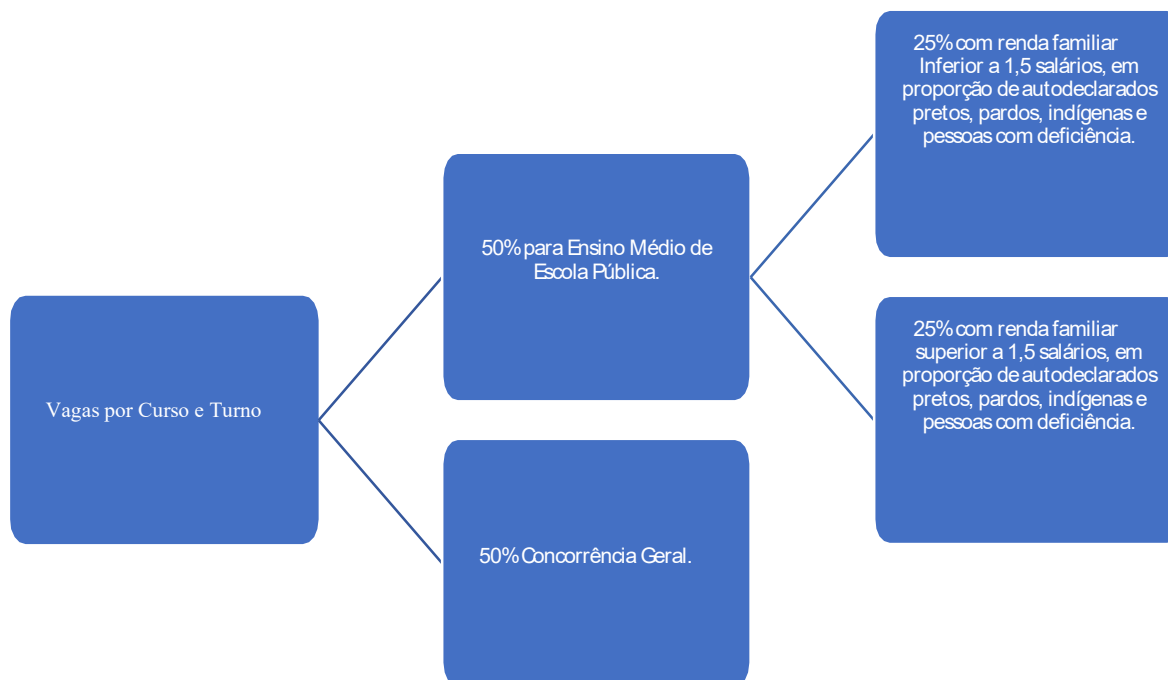 Vagas por Curso e Turno
50% para Ensino Médio de
Escola Pública.
50% Concorrência Geral.
25% com renda familiar
Inferior a 1,5 salários, em
proporção de autodeclarados
pretos, pardos, indígenas e
pessoas com deficiência.
25% com renda familiar
superior a 1,5 salários, em
proporção de autodeclarados
pretos, pardos, indígenas e
pessoas com deficiência.